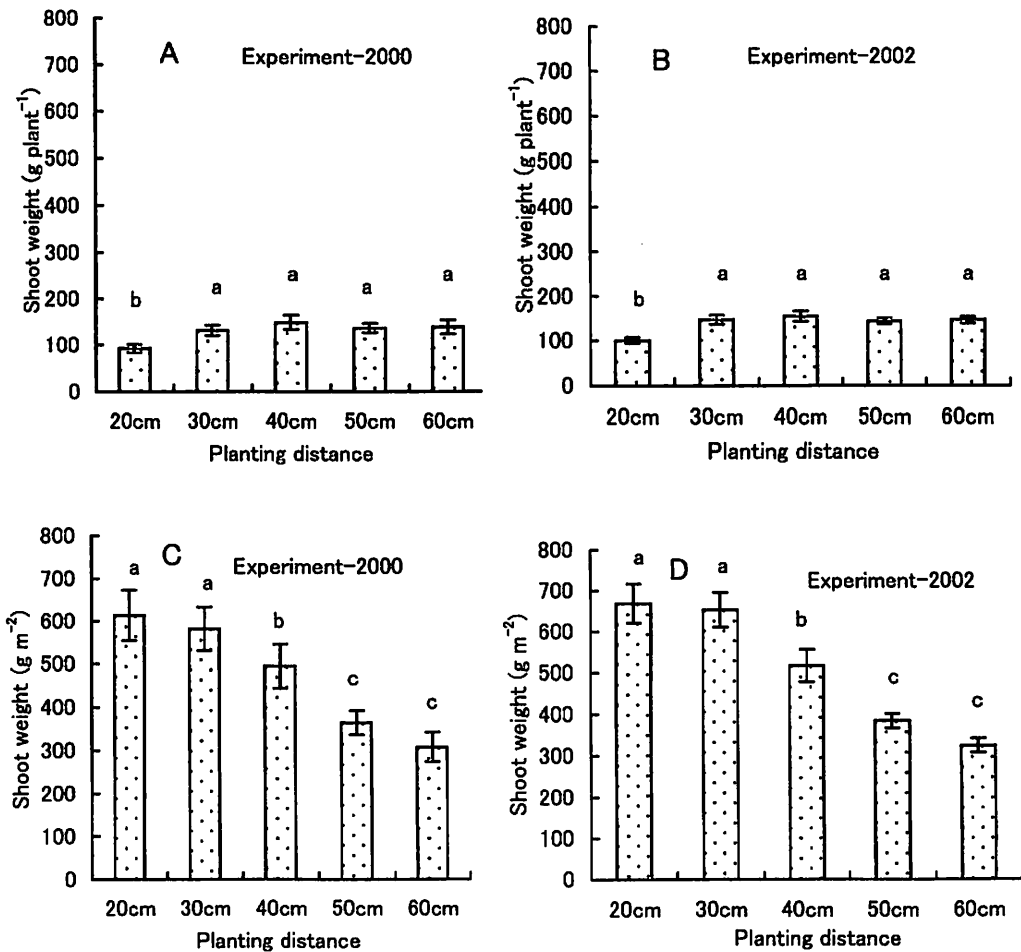 A
Experiment-2000
Shoot weight (g plant⁻¹)
800
700
600
500
400
300
200
100
0
b
a
a
a
a
20cm 30cm 40cm 50cm 60cm
Planting distance
B
Experiment-2002
Shoot weight (g plant⁻¹)
800
700
600
500
400
300
200
100
0
b
a
a
a
a
20cm 30cm 40cm 50cm 60cm
Planting distance
C
Experiment-2000
Shoot weight (g m⁻²)
800
700
600
500
400
300
200
100
0
a
a
b
c
c
20cm 30cm 40cm 50cm 60cm
Planting distance
D
Experiment-2002
Shoot weight (g m⁻²)
800
700
600
500
400
300
200
100
0
a
a
b
c
c
20cm 30cm 40cm 50cm 60cm
Planting distance